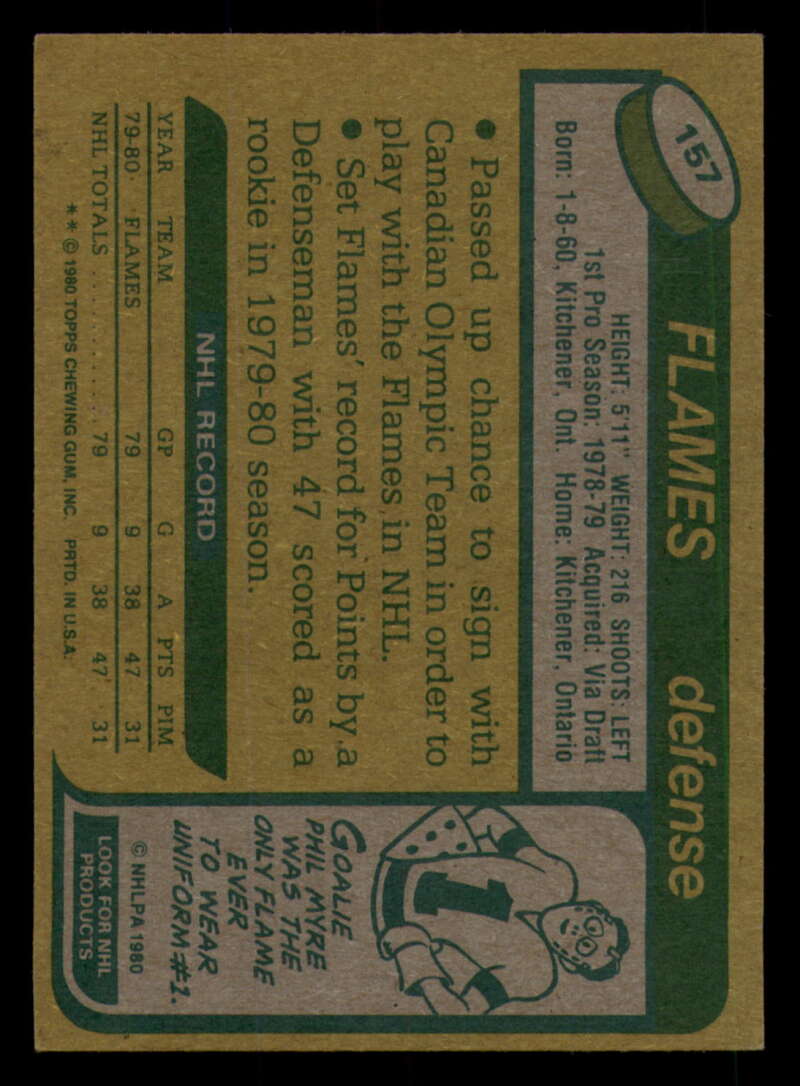 157
FLAMES defense
HEIGHT: 5'11" WEIGHT: 216 SHOOTS: LEFT
1st Pro Season: 1978-79 Acquired: Via Draft
Born: 1-8-60, Kitchener, Ont. Home: Kitchener, Ontario
● Passed up chance to sign with
Canadian Olympic Team in order to
play with the Flames in NHL.
● Set Flames' record for Points by a
Defenseman with 47 scored as a
rookie in 1979-80 season.
NHL RECORD
YEAR TEAM GP G A PTS PIM
79-80 FLAMES 79 9 38 47 31
NHL TOTALS .......... 79 9 38 47 31
** © 1980 TOPPS CHEWING GUM, INC. PRTD. IN U.S.A.
1
GOALIE
PHIL MYRE
WAS THE
ONLY FLAME
EVER
TO WEAR
UNIFORM #1.
© NHLPA 1980
LOOK FOR NHL
PRODUCTS